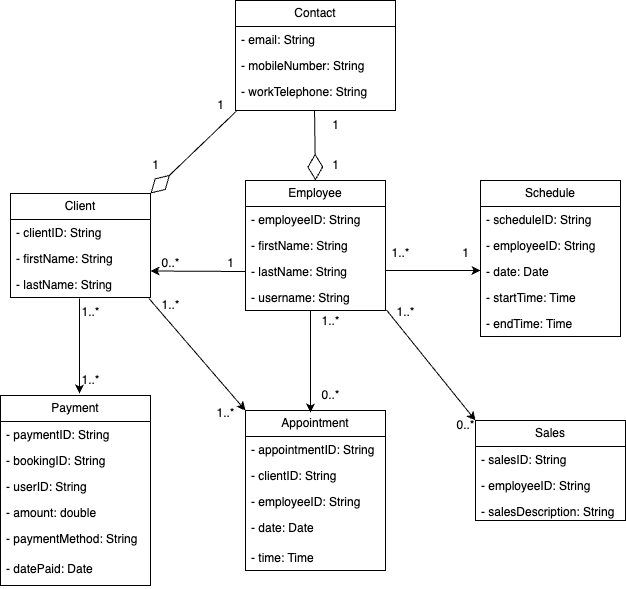 Contact
- email: String
- mobileNumber: String
- workTelephone: String
1
1
1
1
Client
- clientID: String
- firstName: String
- lastName: String
Employee
- employeeID: String
- firstName: String
- lastName: String
- username: String
Schedule
- scheduleID: String
- employeeID: String
- date: Date
- startTime: Time
- endTime: Time
0..*
1
1..*
1
1..*
1..*
1..*
1..*
1..*
1..*
0..*
0..*
Payment
- paymentID: String
- bookingID: String
- userID: String
- amount: double
- paymentMethod: String
- datePaid: Date
Appointment
- appointmentID: String
- clientID: String
- employeeID: String
- date: Date
- time: Time
Sales
- salesID: String
- employeeID: String
- salesDescription: String